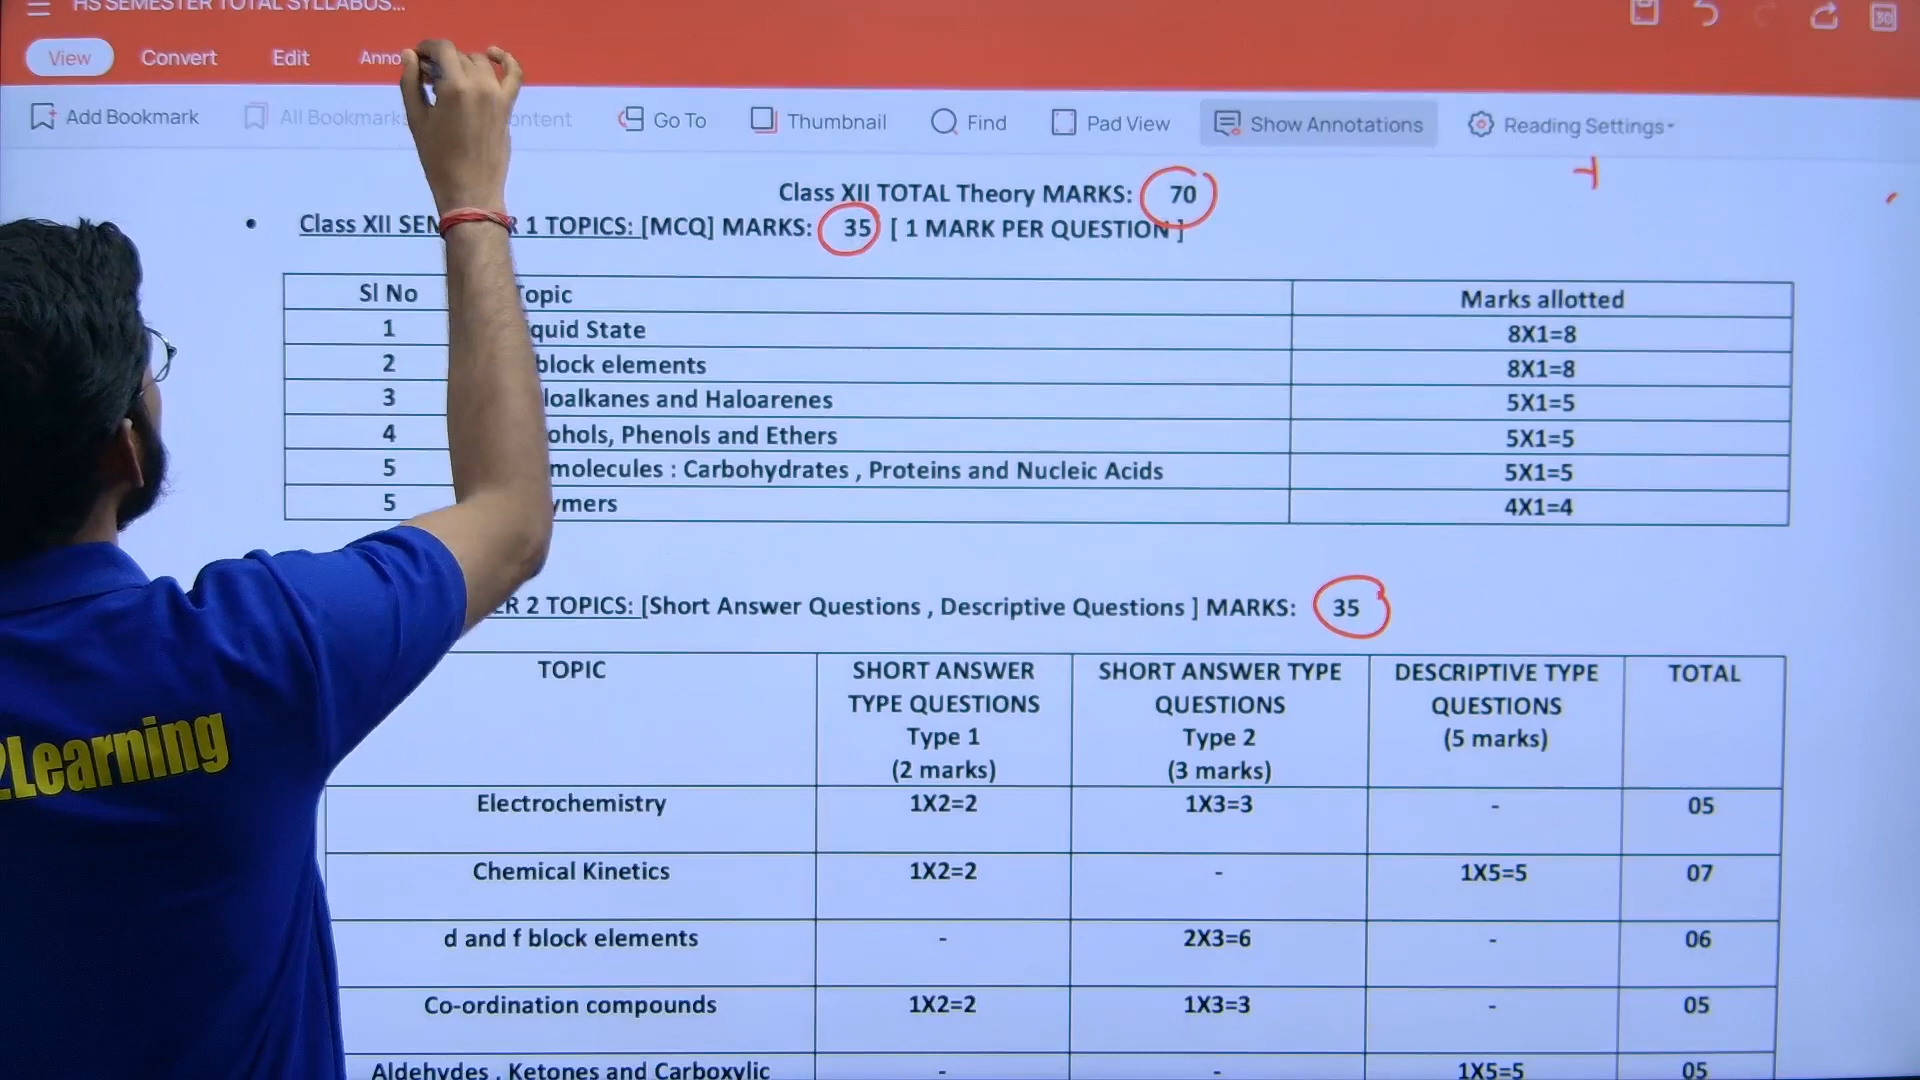 HS SEMESTER TOTAL SYLLABUS...
View Convert Edit
Add Bookmark All Bookmarks Go To Thumbnail Find Pad View Show Annotations Reading Settings
Class XII TOTAL Theory MARKS: 70
• Class XII SEM R 1 TOPICS: [MCQ] MARKS: 35 [ 1 MARK PER QUESTION ]
Sl No Topic Marks allotted
1 quid State 8X1=8
2 block elements 8X1=8
3 loalkanes and Haloarenes 5X1=5
4 ohols, Phenols and Ethers 5X1=5
5 molecules : Carbohydrates , Proteins and Nucleic Acids 5X1=5
5 ymers 4X1=4
ER 2 TOPICS: [Short Answer Questions , Descriptive Questions ] MARKS: 35
TOPIC SHORT ANSWER TYPE QUESTIONS Type 1 (2 marks) SHORT ANSWER TYPE QUESTIONS Type 2 (3 marks) DESCRIPTIVE TYPE QUESTIONS (5 marks) TOTAL
Electrochemistry 1X2=2 1X3=3 - 05
Chemical Kinetics 1X2=2 - 1X5=5 07
d and f block elements - 2X3=6 - 06
Co-ordination compounds 1X2=2 1X3=3 - 05
Aldehydes , Ketones and Carboxylic - - 1X5=5 05
2Learning